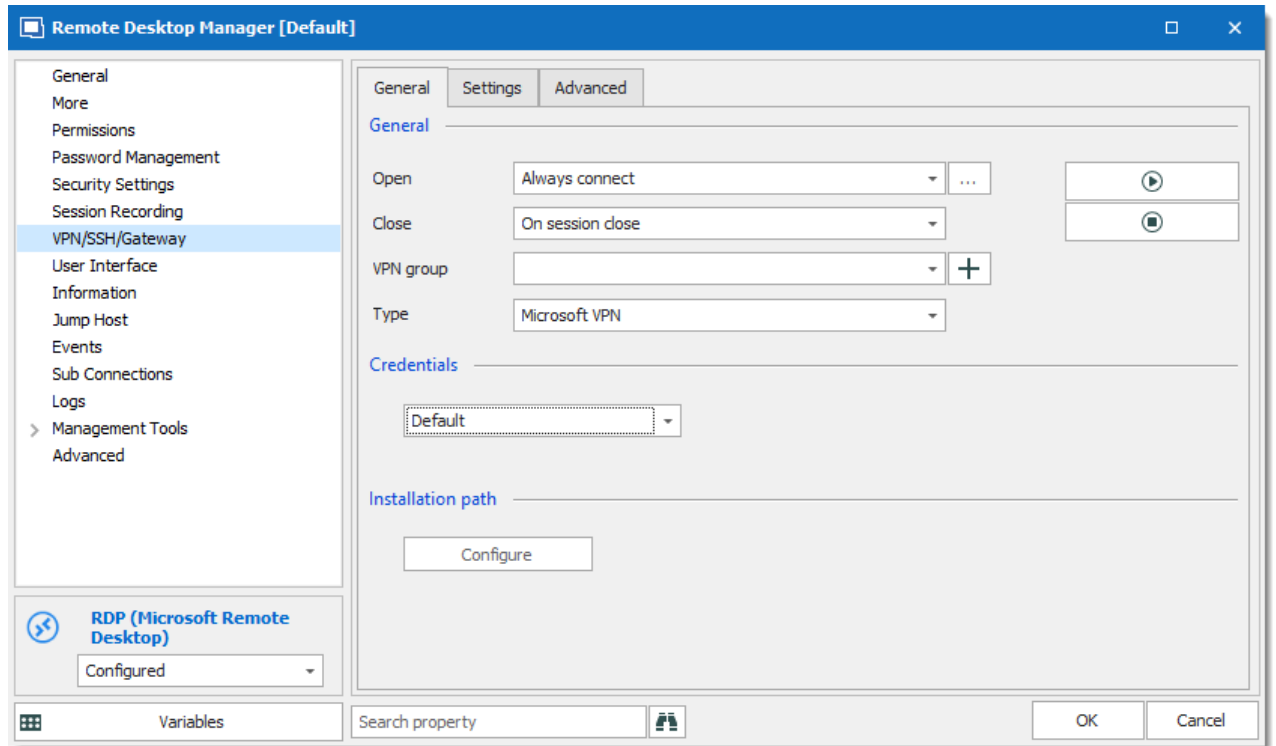 Remote Desktop Manager [Default]
General
More
Permissions
Password Management
Security Settings
Session Recording
VPN/SSH/Gateway
User Interface
Information
Jump Host
Events
Sub Connections
Logs
Management Tools
Advanced
RDP (Microsoft Remote
Desktop)
Configured
Variables
General Settings Advanced
General
Open Always connect ...
Close On session close
VPN group
Type Microsoft VPN
Credentials
Default
Installation path
Configure
Search property
OK Cancel